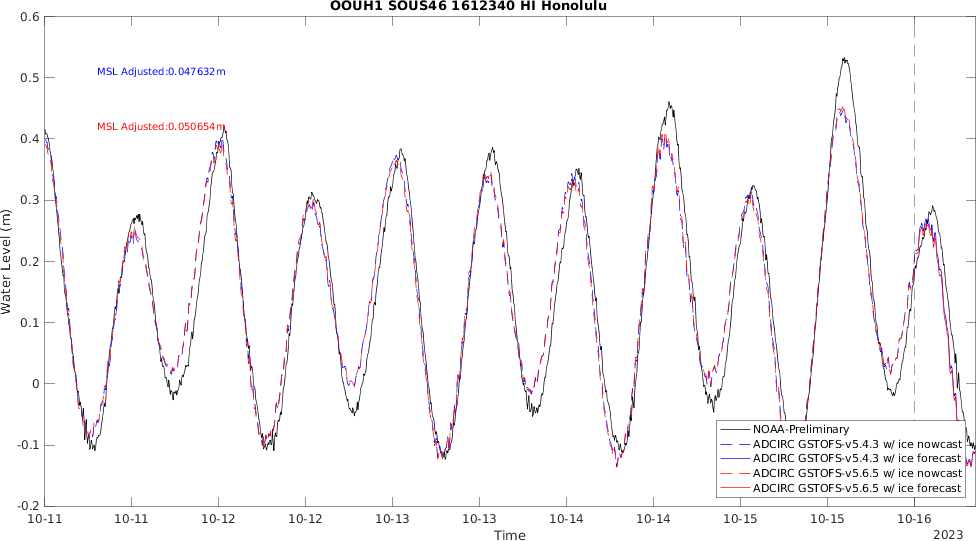 OOUH1 SOUS46 1612340 HI Honolulu
0.6
0.5
0.4
0.3
0.2
0.1
0
-0.1
-0.2
Water Level (m)
MSL Adjusted:0.047632m
MSL Adjusted:0.050654m
NOAA-Preliminary
ADCIRC GSTOFS-v5.4.3 w/ ice nowcast
ADCIRC GSTOFS-v5.4.3 w/ ice forecast
ADCIRC GSTOFS-v5.6.5 w/ ice nowcast
ADCIRC GSTOFS-v5.6.5 w/ ice forecast
10-11 10-11 10-12 10-12 10-13 10-13 10-14 10-14 10-15 10-15 10-16
Time
2023